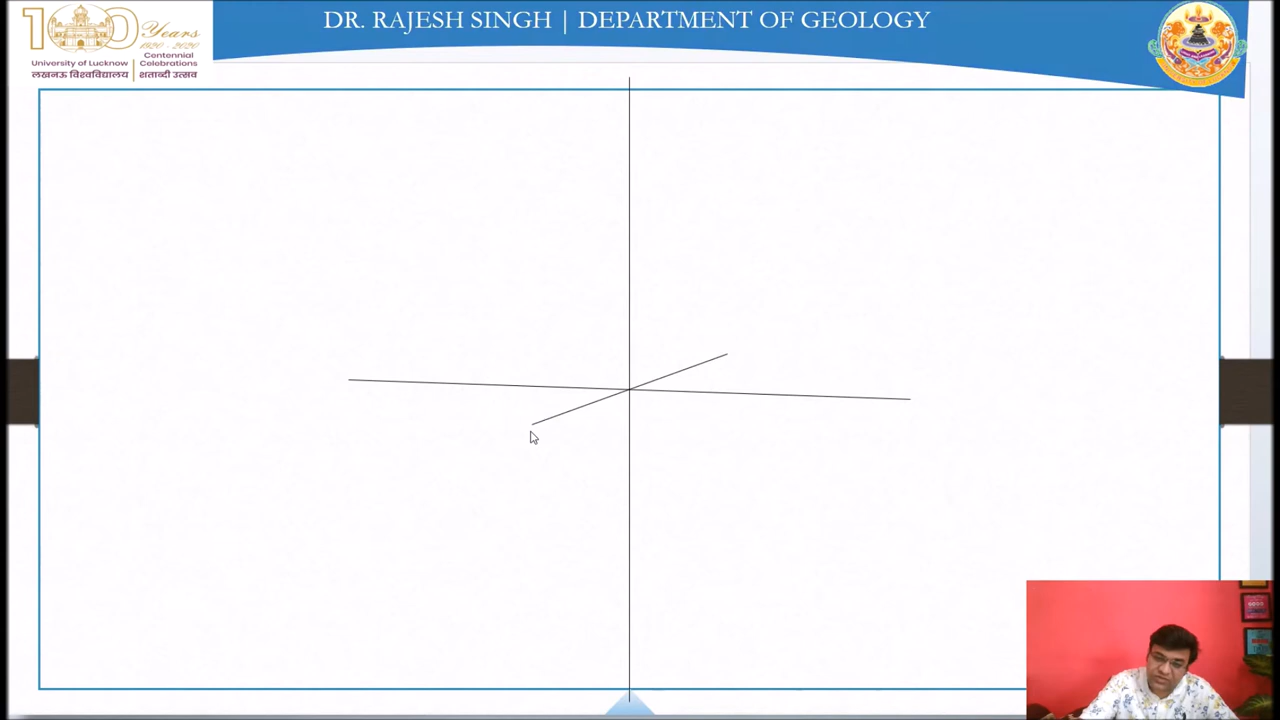 DR. RAJESH SINGH | DEPARTMENT OF GEOLOGY
100 Years
1920 - 2020
Centennial
University of Lucknow Celebrations
लखनऊ विश्वविद्यालय शताब्दी उत्सव